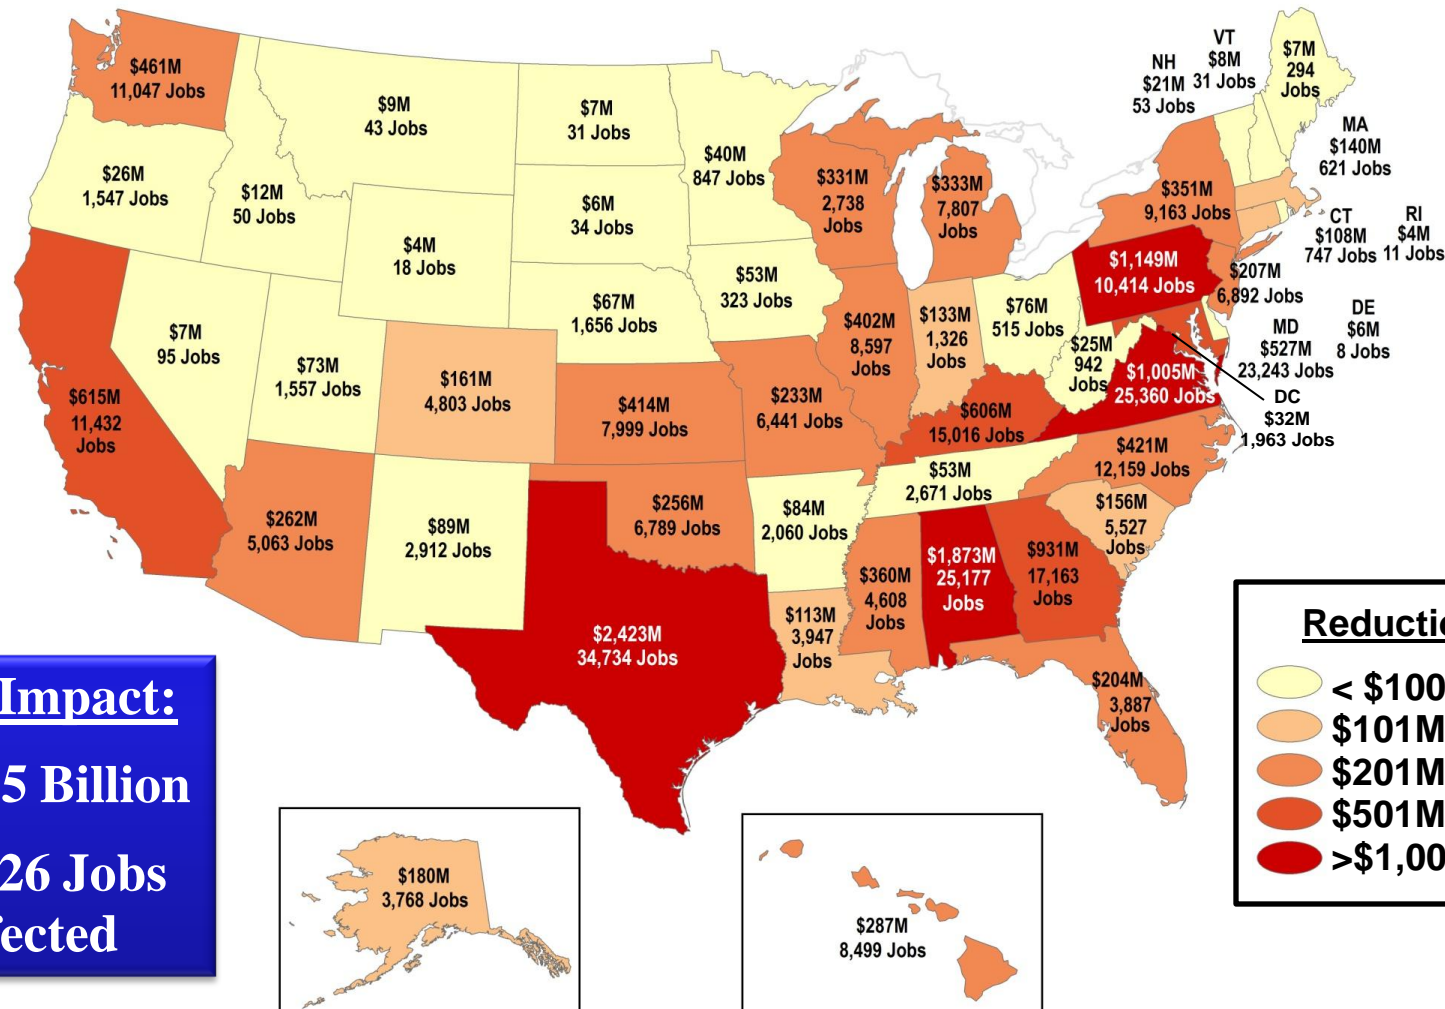 $461M
11,047 Jobs
$26M
1,547 Jobs
$12M
50 Jobs
$9M
43 Jobs
$4M
18 Jobs
$7M
31 Jobs
$6M
34 Jobs
$67M
1,656 Jobs
$40M
847 Jobs
$53M
323 Jobs
$331M
2,738
Jobs
$333M
7,807
Jobs
$351M
9,163 Jobs
NH
$21M
53 Jobs
VT
$8M
31 Jobs
$7M
294
Jobs
MA
$140M
621 Jobs
CT
$108M
747 Jobs
RI
$4M
11 Jobs
$1,149M
10,414 Jobs
$207M
6,892 Jobs
DE
$6M
8 Jobs
MD
$527M
23,243 Jobs
DC
$32M
1,963 Jobs
$615M
11,432
Jobs
$7M
95 Jobs
$73M
1,557 Jobs
$161M
4,803 Jobs
$414M
7,999 Jobs
$233M
6,441 Jobs
$402M
8,597
Jobs
$133M
1,326
Jobs
$76M
515 Jobs
$25M
942
Jobs
$1,005M
25,360 Jobs
$606M
15,016 Jobs
$421M
12,159 Jobs
$53M
2,671 Jobs
$156M
5,527
Jobs
$262M
5,063 Jobs
$89M
2,912 Jobs
$256M
6,789 Jobs
$84M
2,060 Jobs
$2,423M
34,734 Jobs
$113M
3,947
Jobs
$360M
4,608
Jobs
$1,873M
25,177
Jobs
$931M
17,163
Jobs
$204M
3,887
Jobs
$180M
3,768 Jobs
$287M
8,499 Jobs
Impact:
5 Billion
26 Jobs
ected
Reductio
< $100
$101M
$201M
$501M
>$1,00